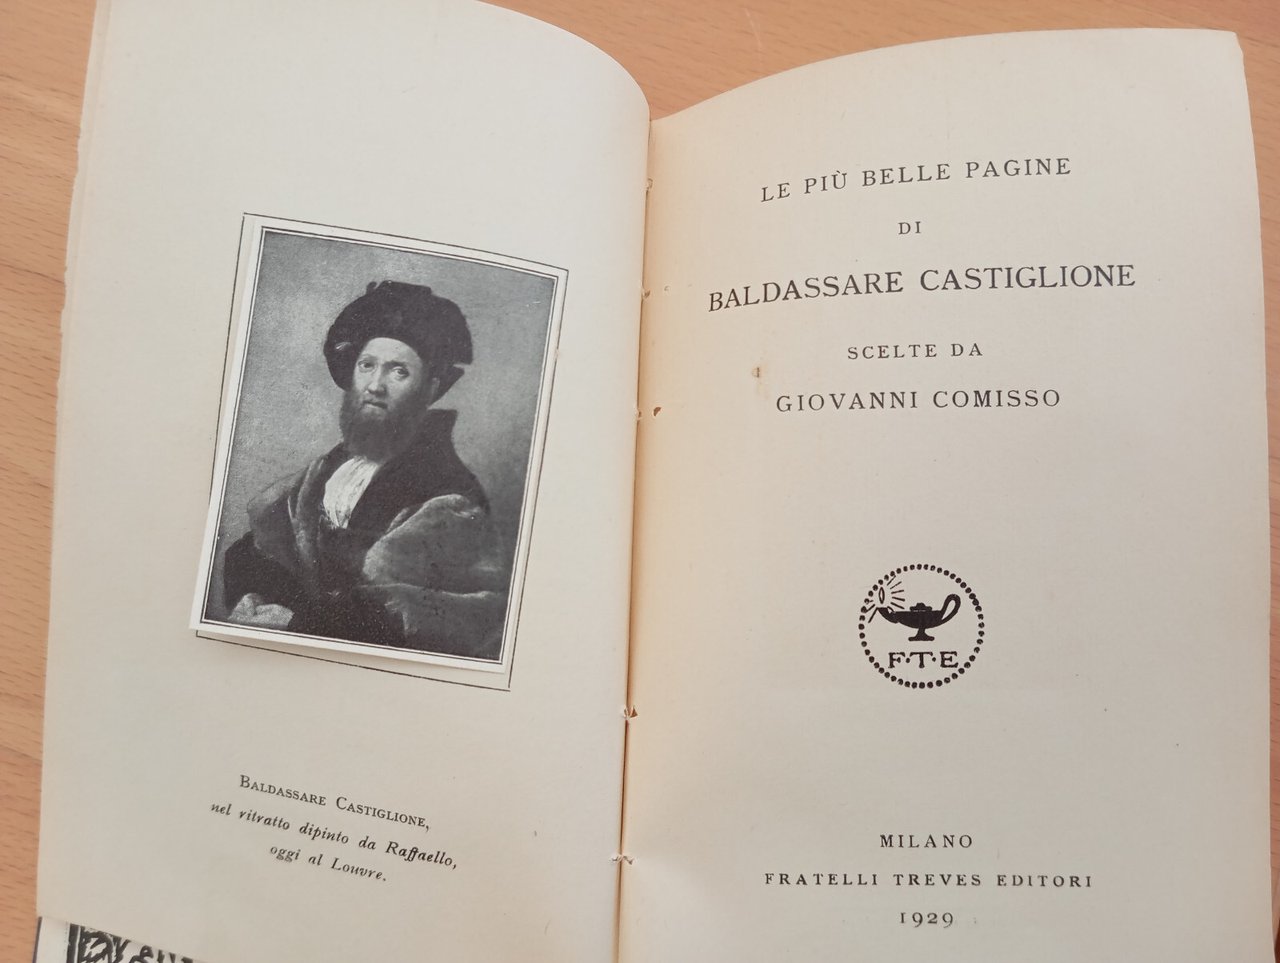 BALDASSARE CASTIGLIONE,
nel ritratto dipinto da Raffaello,
oggi al Louvre.
LE PIÙ BELLE PAGINE
DI
BALDASSARE CASTIGLIONE
SCELTE DA
GIOVANNI COMISSO
F·T·E
MILANO
FRATELLI TREVES EDITORI
1929